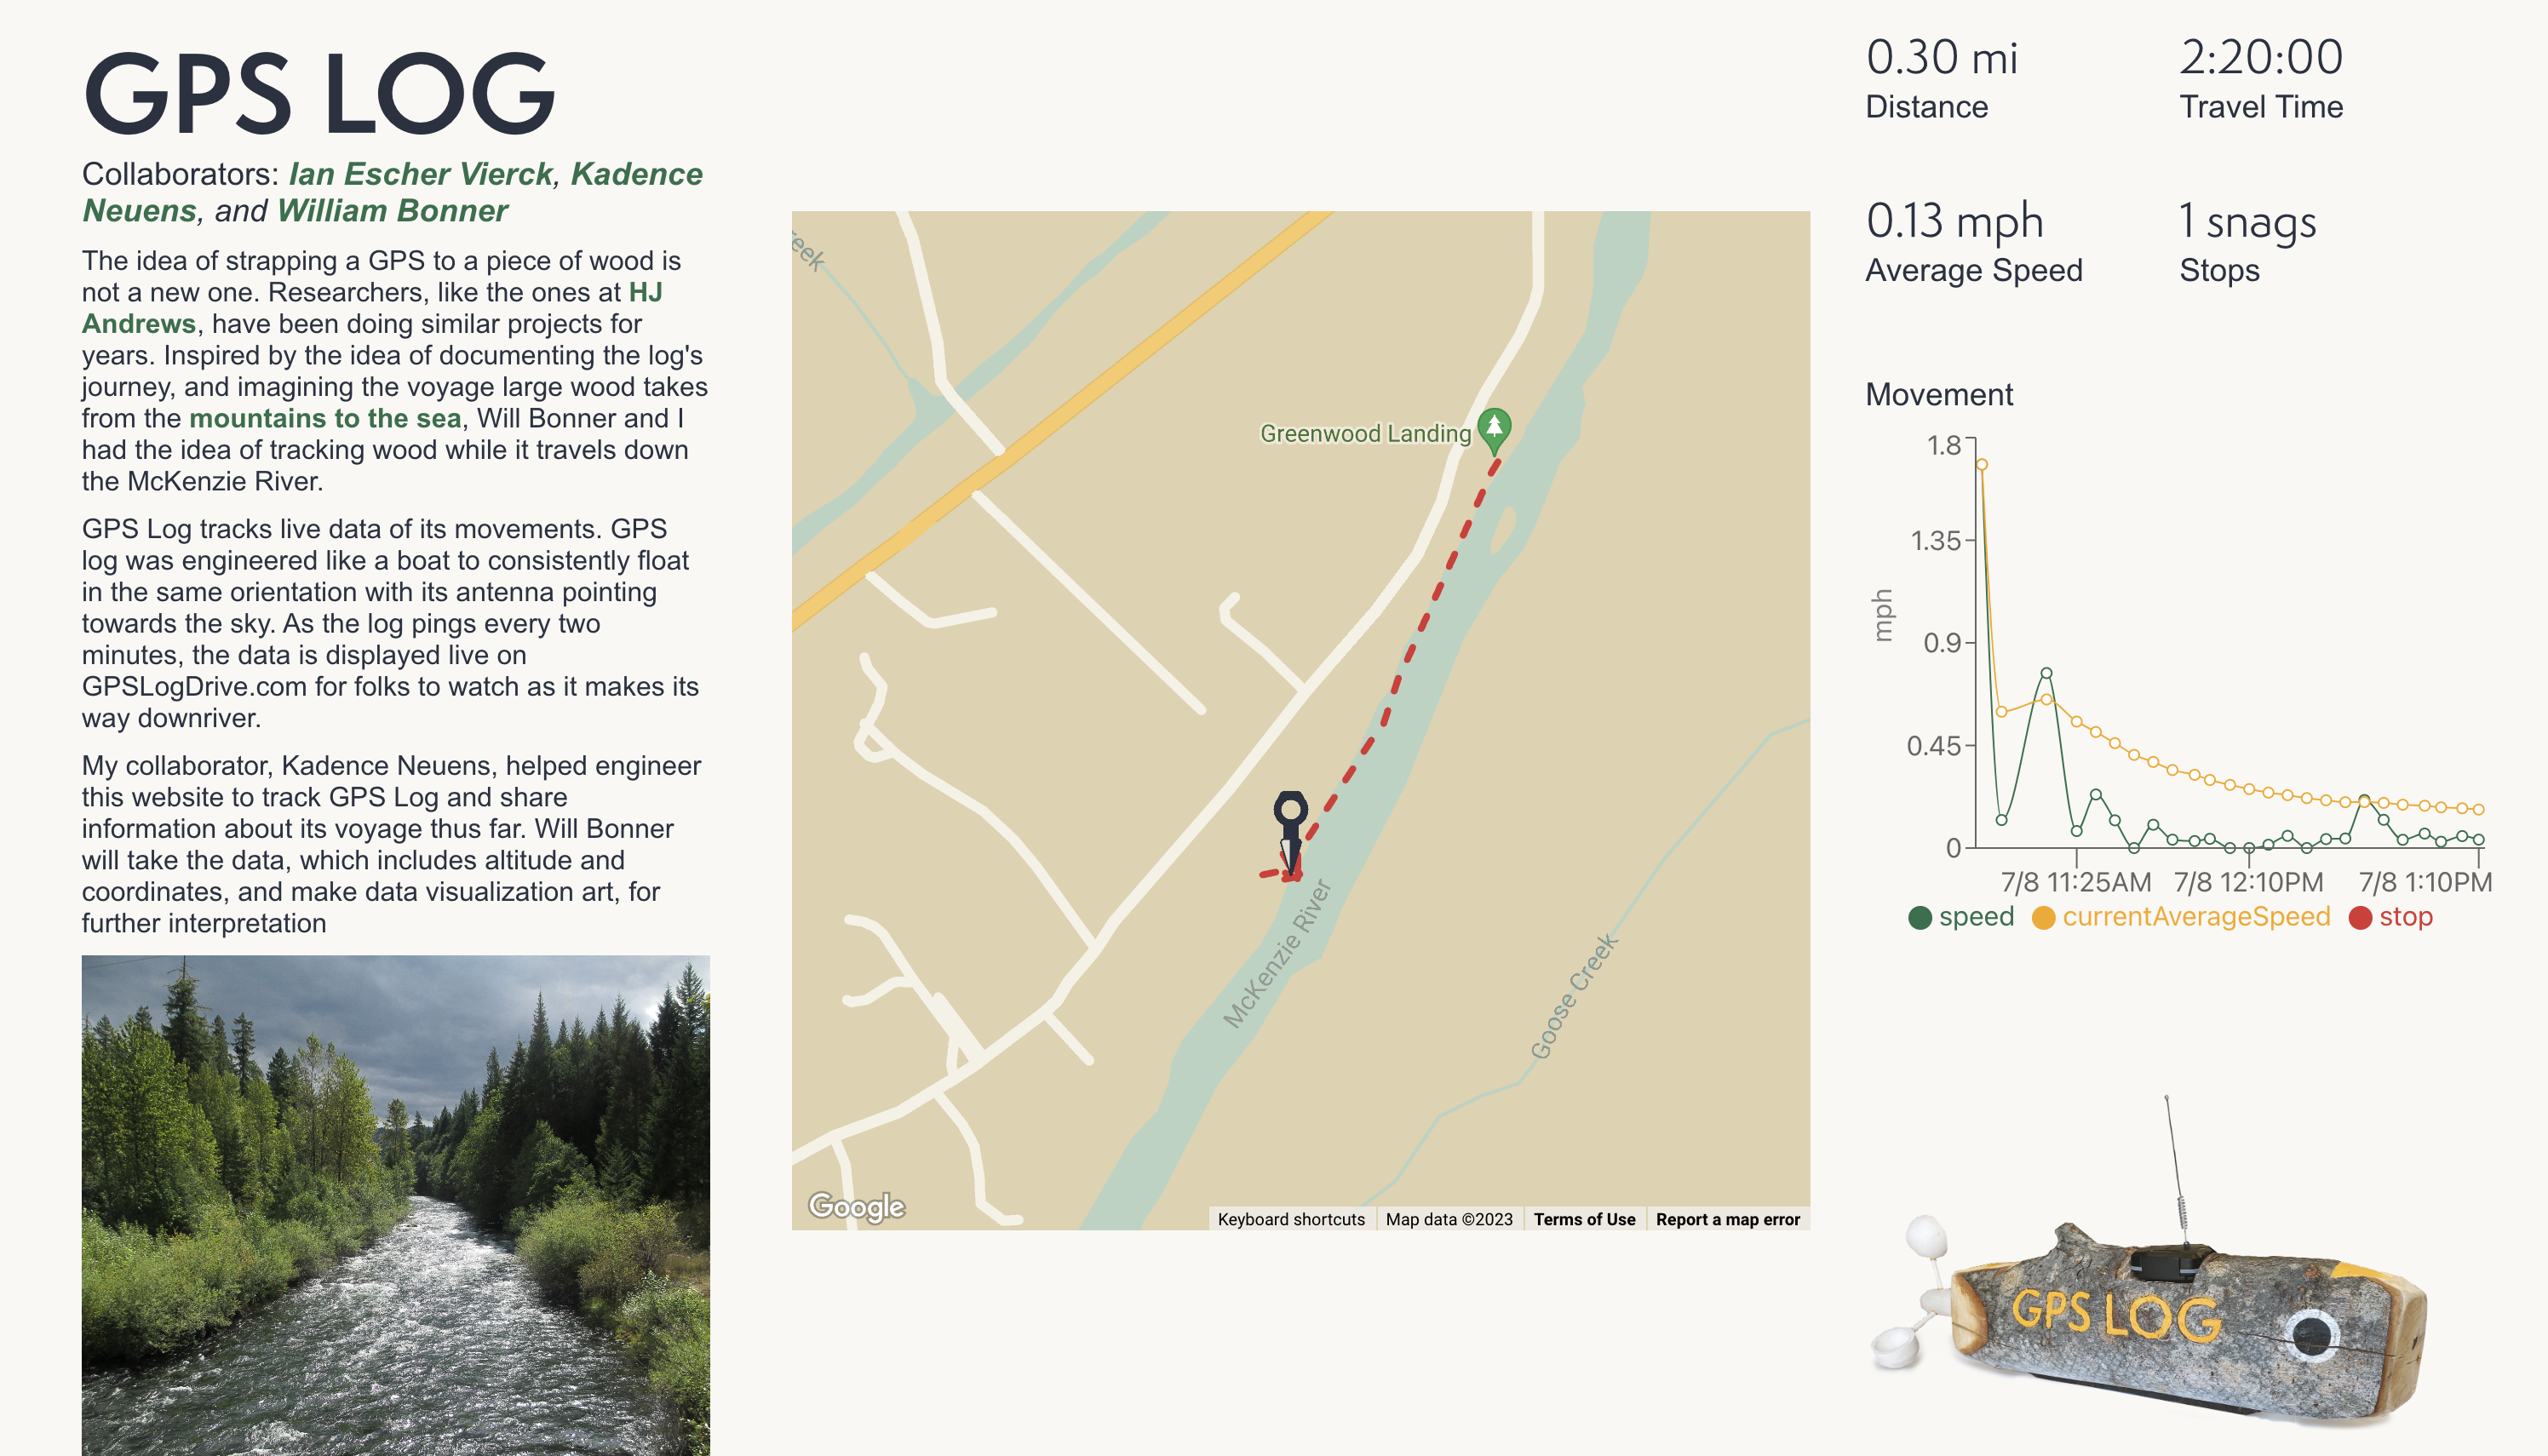 GPS LOG
Collaborators: Ian Escher Vierck, Kadence
Neuens, and William Bonner
The idea of strapping a GPS to a piece of wood is
not a new one. Researchers, like the ones at HJ
Andrews, have been doing similar projects for
years. Inspired by the idea of documenting the log's
journey, and imagining the voyage large wood takes
from the mountains to the sea, Will Bonner and I
had the idea of tracking wood while it travels down
the McKenzie River.
GPS Log tracks live data of its movements. GPS
log was engineered like a boat to consistently float
in the same orientation with its antenna pointing
towards the sky. As the log pings every two
minutes, the data is displayed live on
GPSLogDrive.com for folks to watch as it makes its
way downriver.
My collaborator, Kadence Neuens, helped engineer
this website to track GPS Log and share
information about its voyage thus far. Will Bonner
will take the data, which includes altitude and
coordinates, and make data visualization art, for
further interpretation
Greenwood Landing
McKenzie River
Goose Creek
Google
Keyboard shortcuts
Map data ©2023
Terms of Use
Report a map error
0.30 mi
Distance
2:20:00
Travel Time
0.13 mph
Average Speed
1 snags
Stops
Movement
mph
1.8
1.35
0.9
0.45
0
7/8 11:25AM
7/8 12:10PM
7/8 1:10PM
speed
currentAverageSpeed
stop
GPS LOG